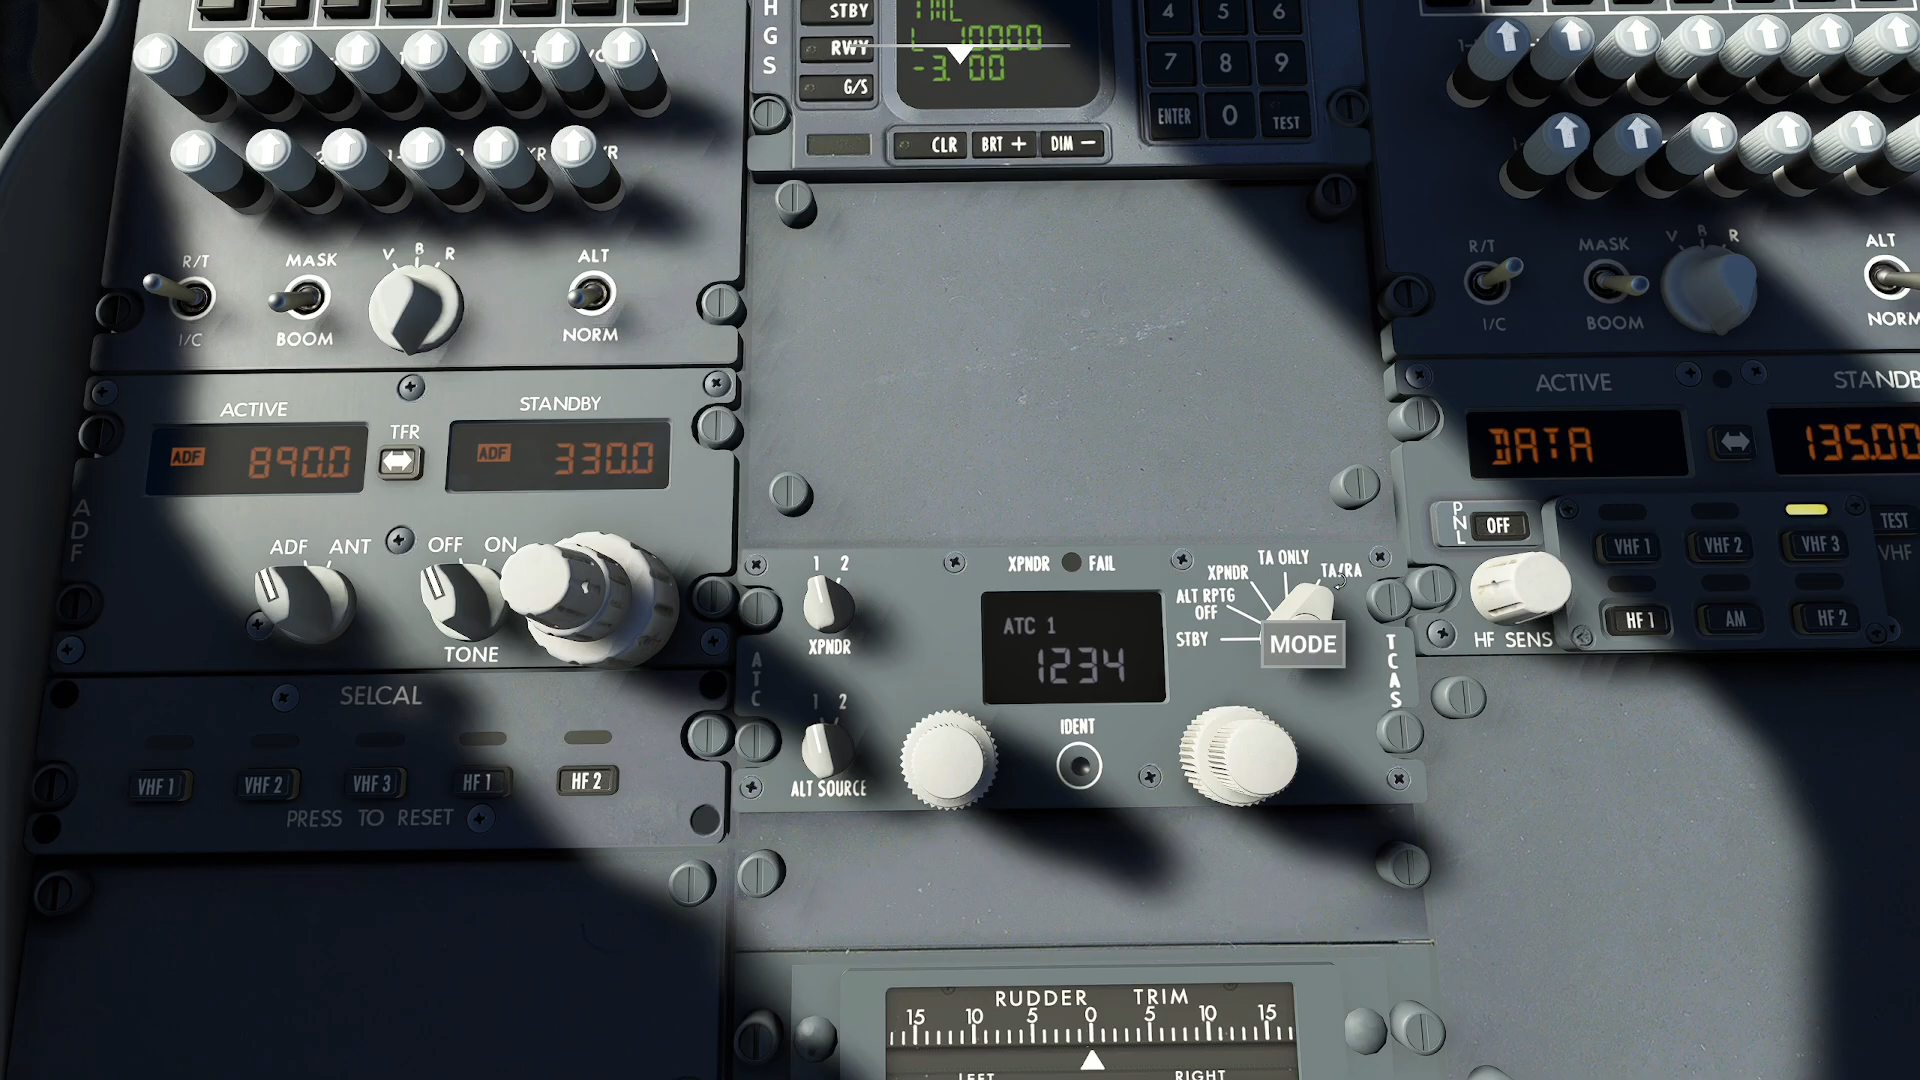 H
G
S
STBY
RWY
G/S
10000
-3.00
4 5 6
7 8 9
ENTER 0 TEST
CLR BRT + DIM −
R/T
I/C
MASK
BOOM
V B R
ALT
NORM
R/T
I/C
MASK
BOOM
V B R
ALT
NORM
ACTIVE
STANDBY
ADF 890.0
TFR
ADF 330.0
ADF
ADF ANT
OFF ON
TONE
SELCAL
VHF 1 VHF 2 VHF 3 HF 1 HF 2
PRESS TO RESET
1 2
XPNDR
XPNDR FAIL
ATC 1
1234
STBY
ALT RPTG
OFF
XPNDR
TA ONLY
TA/RA
MODE
ATC
TCAS
1 2
ALT SOURCE
IDENT
ACTIVE
DATA
135.00
PNL
OFF
VHF 1 VHF 2 VHF 3
TEST
VHF
HF 1 AM HF 2
HF SENS
RUDDER TRIM
15 10 5 0 5 10 15
LEFT RIGHT